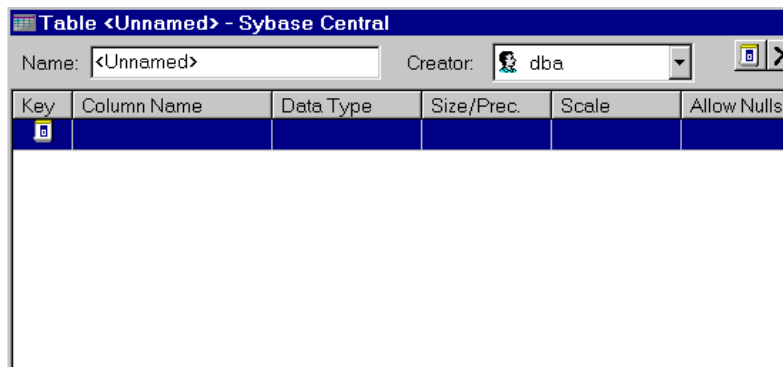 Table <Unnamed> - Sybase Central
Name: <Unnamed> Creator: dba
Key Column Name Data Type Size/Prec. Scale Allow Nulls